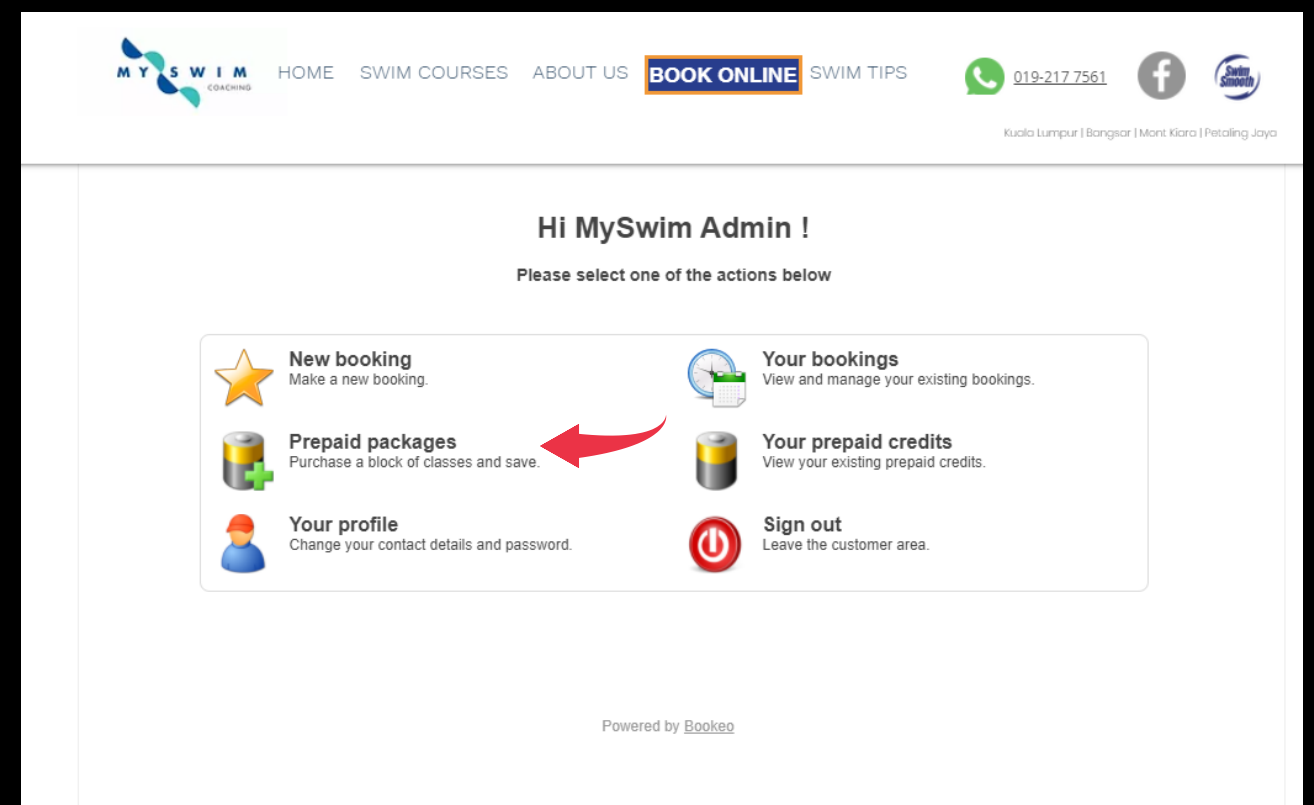 MY SWIM
COACHING
HOME SWIM COURSES ABOUT US BOOK ONLINE SWIM TIPS
019-217 7561
Swim
Smooth
Kuala Lumpur | Bangsar | Mont Kiara | Petaling Jaya
Hi MySwim Admin !
Please select one of the actions below
New booking
Make a new booking.
Your bookings
View and manage your existing bookings.
Prepaid packages
Purchase a block of classes and save.
Your prepaid credits
View your existing prepaid credits.
Your profile
Change your contact details and password.
Sign out
Leave the customer area.
Powered by Bookeo